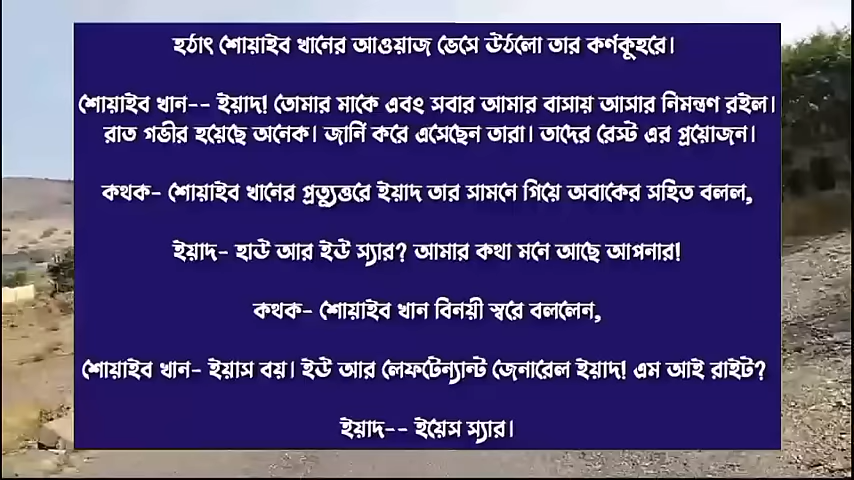 হঠাৎ শোয়াইব খানের আওয়াজ ভেসে উঠলো তার কর্ণকুহরে।
শোয়াইব খান-- ইয়াদ! তোমার মাকে এবং সবার আমার বাসায় আসার নিমন্ত্রণ রইল।
রাত গভীর হয়েছে অনেক। জার্নি করে এসেছেন তারা। তাদের রেস্ট এর প্রয়োজন।
কথক- শোয়াইব খানের প্রত্যুত্তরে ইয়াদ তার সামনে গিয়ে অবাকের সহিত বলল,
ইয়াদ- হাউ আর ইউ স্যার? আমার কথা মনে আছে আপনার!
কথক- শোয়াইব খান বিনয়ী স্বরে বললেন,
শোয়াইব খান- ইয়াস বয়। ইউ আর লেফটেন্যান্ট জেনারেল ইয়াদ! এম আই রাইট?
ইয়াদ-- ইয়েস স্যার।